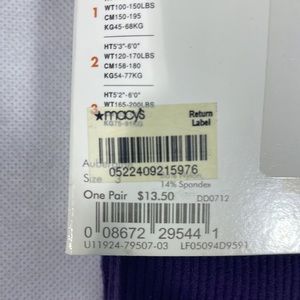 1
WT100-150LBS
CM150-195
KG45-68KG
2
HT5'3"-6'0"
WT120-170LBS
CM158-180
KG54-77KG
3
HT5'2"-6'0"
WT165-200LBS
★macys
Return
Label
0522409215976
Size 3
14% Spandex
One Pair $13.50 DD0712
0 08672 29544 1
U11924-79507-03 LF05094D9591